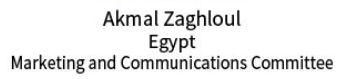 Akmal Zaghloul
Egypt
Marketing and Communications Committee